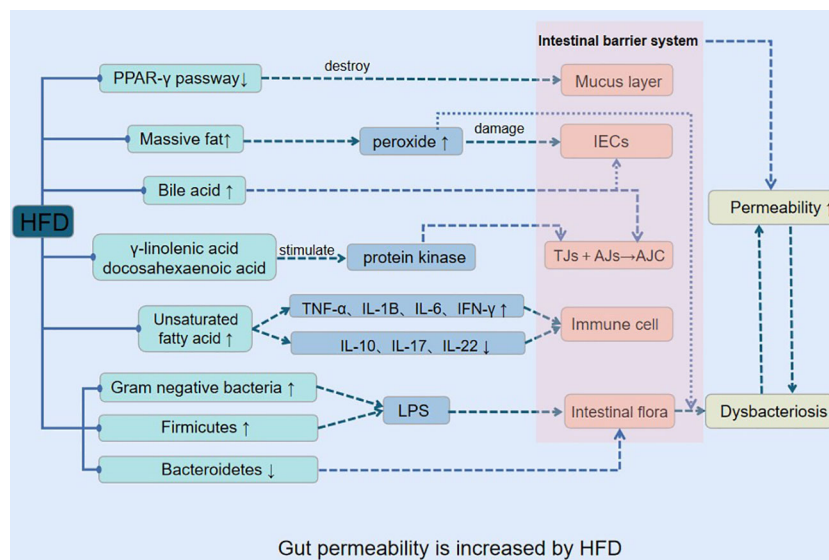 Intestinal barrier system
PPAR-γ passway↓
destroy
Mucus layer
Massive fat↑
peroxide ↑
damage
IECs
Bile acid ↑
HFD
Permeability ↑
γ-linolenic acid
docosahexaenoic acid
stimulate
protein kinase
TJs + AJs→AJC
Unsaturated
fatty acid ↑
TNF-α、IL-1B、IL-6、IFN-γ ↑
IL-10、IL-17、IL-22 ↓
Immune cell
Gram negative bacteria ↑
LPS
Intestinal flora
Dysbacteriosis
Firmicutes ↑
Bacteroidetes ↓
Gut permeability is increased by HFD